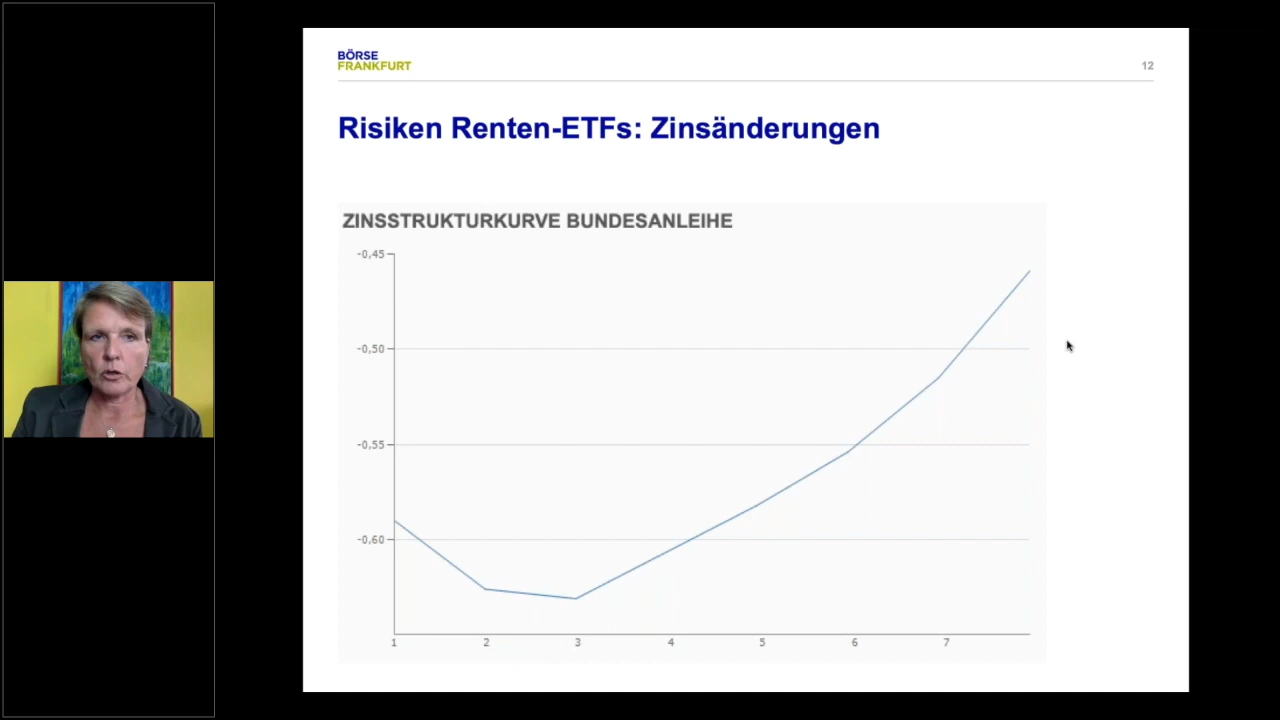 BÖRSE
FRANKFURT
12
Risiken Renten-ETFs: Zinsänderungen
ZINSSTRUKTURKURVE BUNDESANLEIHE
-0,45
-0,50
-0,55
-0,60
1 2 3 4 5 6 7